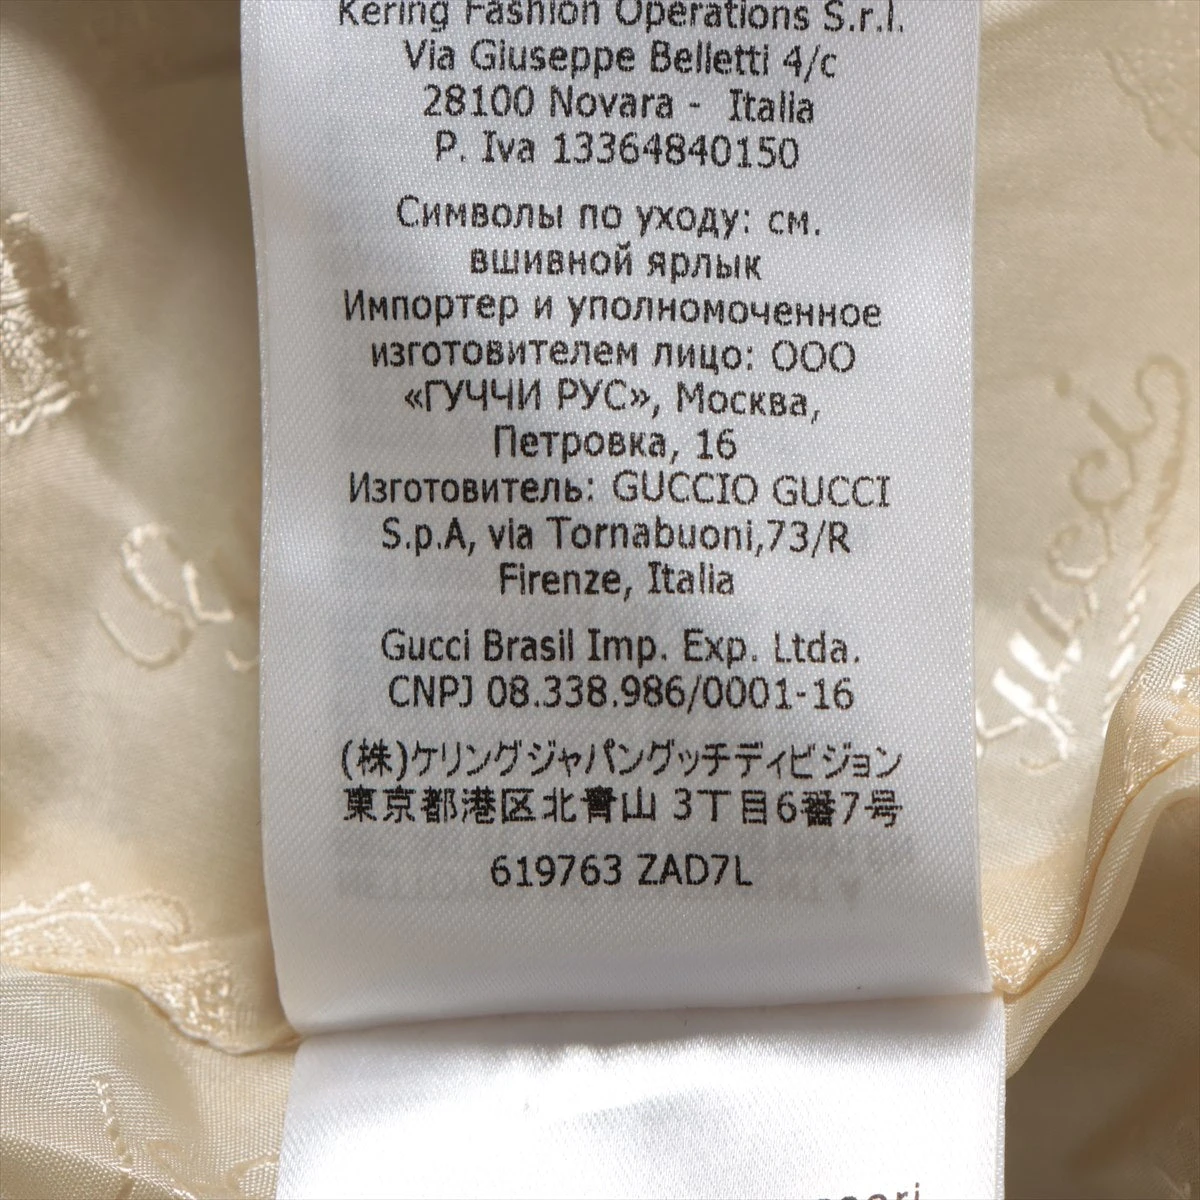 Kering Fashion Operations S.r.l.
Via Giuseppe Belletti 4/c
28100 Novara - Italia
P. Iva 13364840150
Символы по уходу: см.
вшивной ярлык
Импортер и уполномоченное
изготовителем лицо: ООО
«ГУЧЧИ РУС», Москва,
Петровка, 16
Изготовитель: GUCCIO GUCCI
S.p.A, via Tornabuoni,73/R
Firenze, Italia
Gucci Brasil Imp. Exp. Ltda.
CNPJ 08.338.986/0001-16
(株)ケリングジャパングッチディビジョン
東京都港区北青山 3丁目6番7号
619763 ZAD7L
Gucci